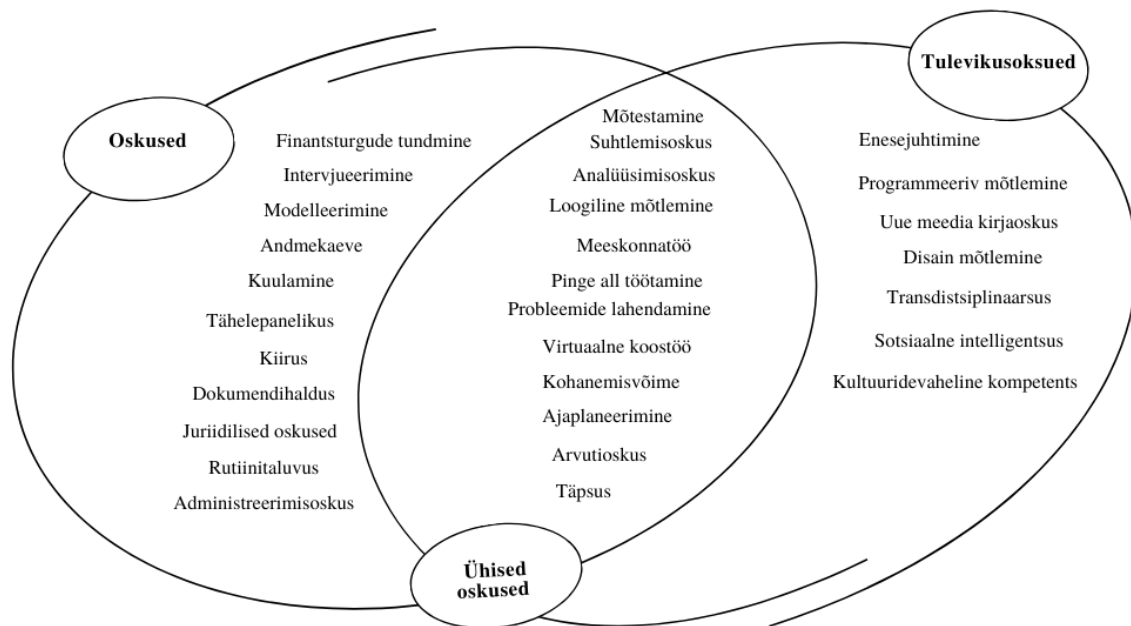 Oskused
Finantsturgude tundmine
Intervjueerimine
Modelleerimine
Andmekaeve
Kuulamine
Tähelepanelikus
Kiirus
Dokumendihaldus
Juriidilised oskused
Rutiinitaluvus
Administreerimisoskus
Ühised
oskused
Mõtestamine
Suhtlemisoskus
Analüüsimisoskus
Loogiline mõtlemine
Meeskonnatöö
Pinge all töötamine
Probleemide lahendamine
Virtuaalne koostöö
Kohanemisvõime
Ajaplaneerimine
Arvutioskus
Täpsus
Tulevikusoksued
Enesejuhtimine
Programmeeriv mõtlemine
Uue meedia kirjaoskus
Disain mõtlemine
Transdistsiplinaarsus
Sotsiaalne intelligentsus
Kultuuridevaheline kompetents